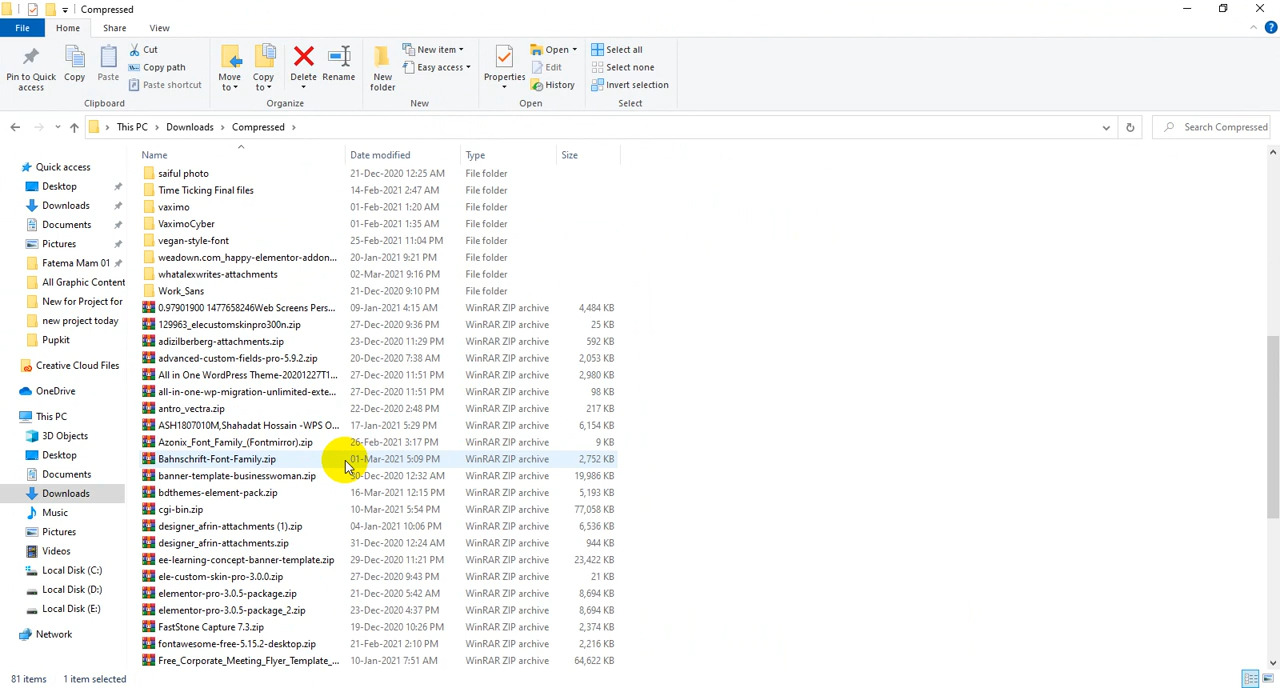 Compressed
File Home Share View
Pin to Quick access
Copy
Paste
Cut
Copy path
Paste shortcut
Clipboard
Move to
Copy to
Delete
Rename
Organize
New folder
New item
Easy access
New
Properties
Open
Edit
History
Open
Select all
Select none
Invert selection
Select
This PC > Downloads > Compressed >
Search Compressed
Quick access
Desktop
Downloads
Documents
Pictures
Fatema Mam 01
All Graphic Content
New for Project for
new project today
Pupkit
Creative Cloud Files
OneDrive
This PC
3D Objects
Desktop
Documents
Downloads
Music
Pictures
Videos
Local Disk (C:)
Local Disk (D:)
Local Disk (E:)
Network
Name Date modified Type Size
saiful photo 21-Dec-2020 12:25 AM File folder
Time Ticking Final files 14-Feb-2021 2:47 AM File folder
vaximo 01-Feb-2021 1:20 AM File folder
VaximoCyber 01-Feb-2021 1:35 AM File folder
vegan-style-font 25-Feb-2021 11:04 PM File folder
weadown.com_happy-elementor-addon... 20-Jan-2021 9:21 PM File folder
whatalexwrites-attachments 02-Mar-2021 9:16 PM File folder
Work_Sans 21-Dec-2020 9:10 PM File folder
0.97901900 1477658246Web Screens Pers... 09-Jan-2021 4:15 AM WinRAR ZIP archive 4,484 KB
129963_elecustomskinpro300n.zip 27-Dec-2020 9:36 PM WinRAR ZIP archive 25 KB
adizilberberg-attachments.zip 23-Dec-2020 11:29 PM WinRAR ZIP archive 592 KB
advanced-custom-fields-pro-5.9.2.zip 20-Dec-2020 7:38 AM WinRAR ZIP archive 2,053 KB
All in One WordPress Theme-20201227T1... 27-Dec-2020 11:51 PM WinRAR ZIP archive 2,980 KB
all-in-one-wp-migration-unlimited-exte... 27-Dec-2020 11:51 PM WinRAR ZIP archive 98 KB
antro_vectra.zip 22-Dec-2020 2:48 PM WinRAR ZIP archive 217 KB
ASH1807010M,Shahadat Hossain -WPS O... 17-Jan-2021 5:29 PM WinRAR ZIP archive 6,154 KB
Azonix_Font_Family_(Fontmirror).zip 26-Feb-2021 3:17 PM WinRAR ZIP archive 9 KB
Bahnschrift-Font-Family.zip 01-Mar-2021 5:09 PM WinRAR ZIP archive 2,752 KB
banner-template-businesswoman.zip 30-Dec-2020 12:32 AM WinRAR ZIP archive 19,986 KB
bdthemes-element-pack.zip 16-Mar-2021 12:15 PM WinRAR ZIP archive 5,193 KB
cgi-bin.zip 10-Mar-2021 5:54 PM WinRAR ZIP archive 77,058 KB
designer_afrin-attachments (1).zip 04-Jan-2021 10:06 PM WinRAR ZIP archive 6,536 KB
designer_afrin-attachments.zip 31-Dec-2020 12:24 AM WinRAR ZIP archive 944 KB
ee-learning-concept-banner-template.zip 29-Dec-2020 11:21 PM WinRAR ZIP archive 23,422 KB
ele-custom-skin-pro-3.0.0.zip 27-Dec-2020 9:43 PM WinRAR ZIP archive 21 KB
elementor-pro-3.0.5-package.zip 21-Dec-2020 5:42 AM WinRAR ZIP archive 8,694 KB
elementor-pro-3.0.5-package_2.zip 23-Dec-2020 4:37 PM WinRAR ZIP archive 8,694 KB
FastStone Capture 7.3.zip 19-Dec-2020 10:26 PM WinRAR ZIP archive 2,374 KB
fontawesome-free-5.15.2-desktop.zip 21-Feb-2021 2:10 PM WinRAR ZIP archive 2,216 KB
Free_Corporate_Meeting_Flyer_Template_... 10-Jan-2021 7:51 AM WinRAR ZIP archive 64,622 KB
81 items 1 item selected